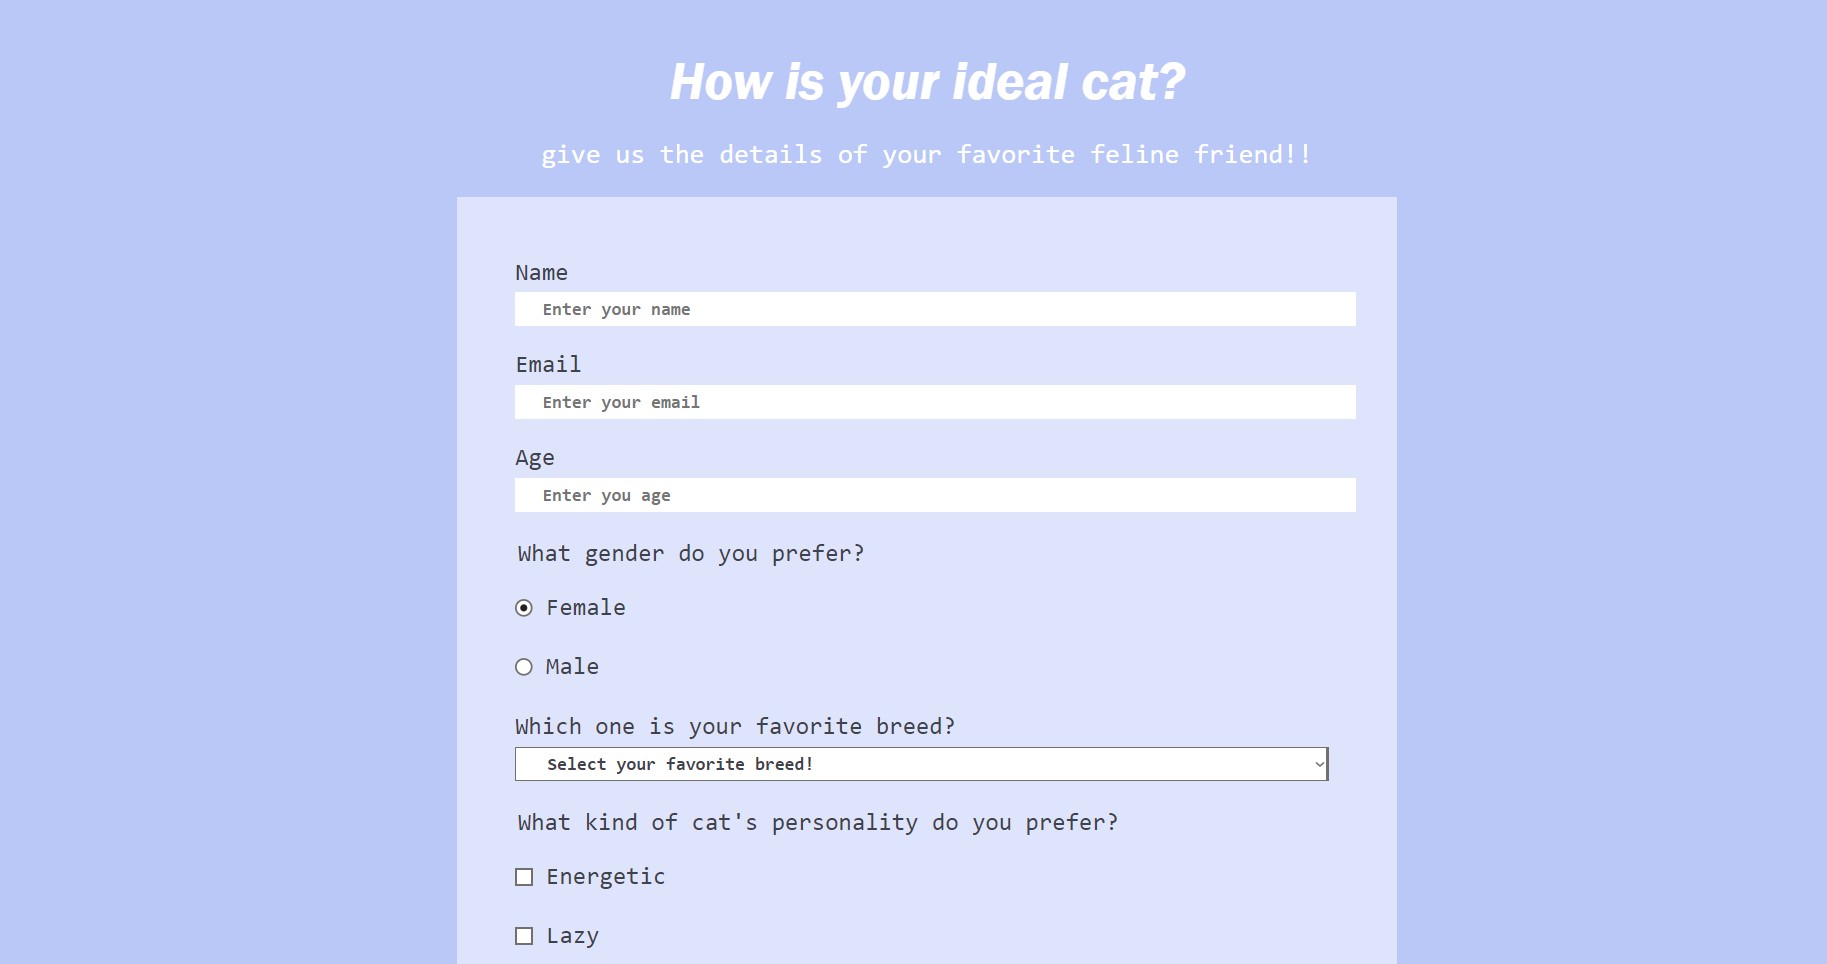 How is your ideal cat?
give us the details of your favorite feline friend!!
Name
Enter your name
Email
Enter your email
Age
Enter you age
What gender do you prefer?
Female
Male
Which one is your favorite breed?
Select your favorite breed!
What kind of cat's personality do you prefer?
Energetic
Lazy